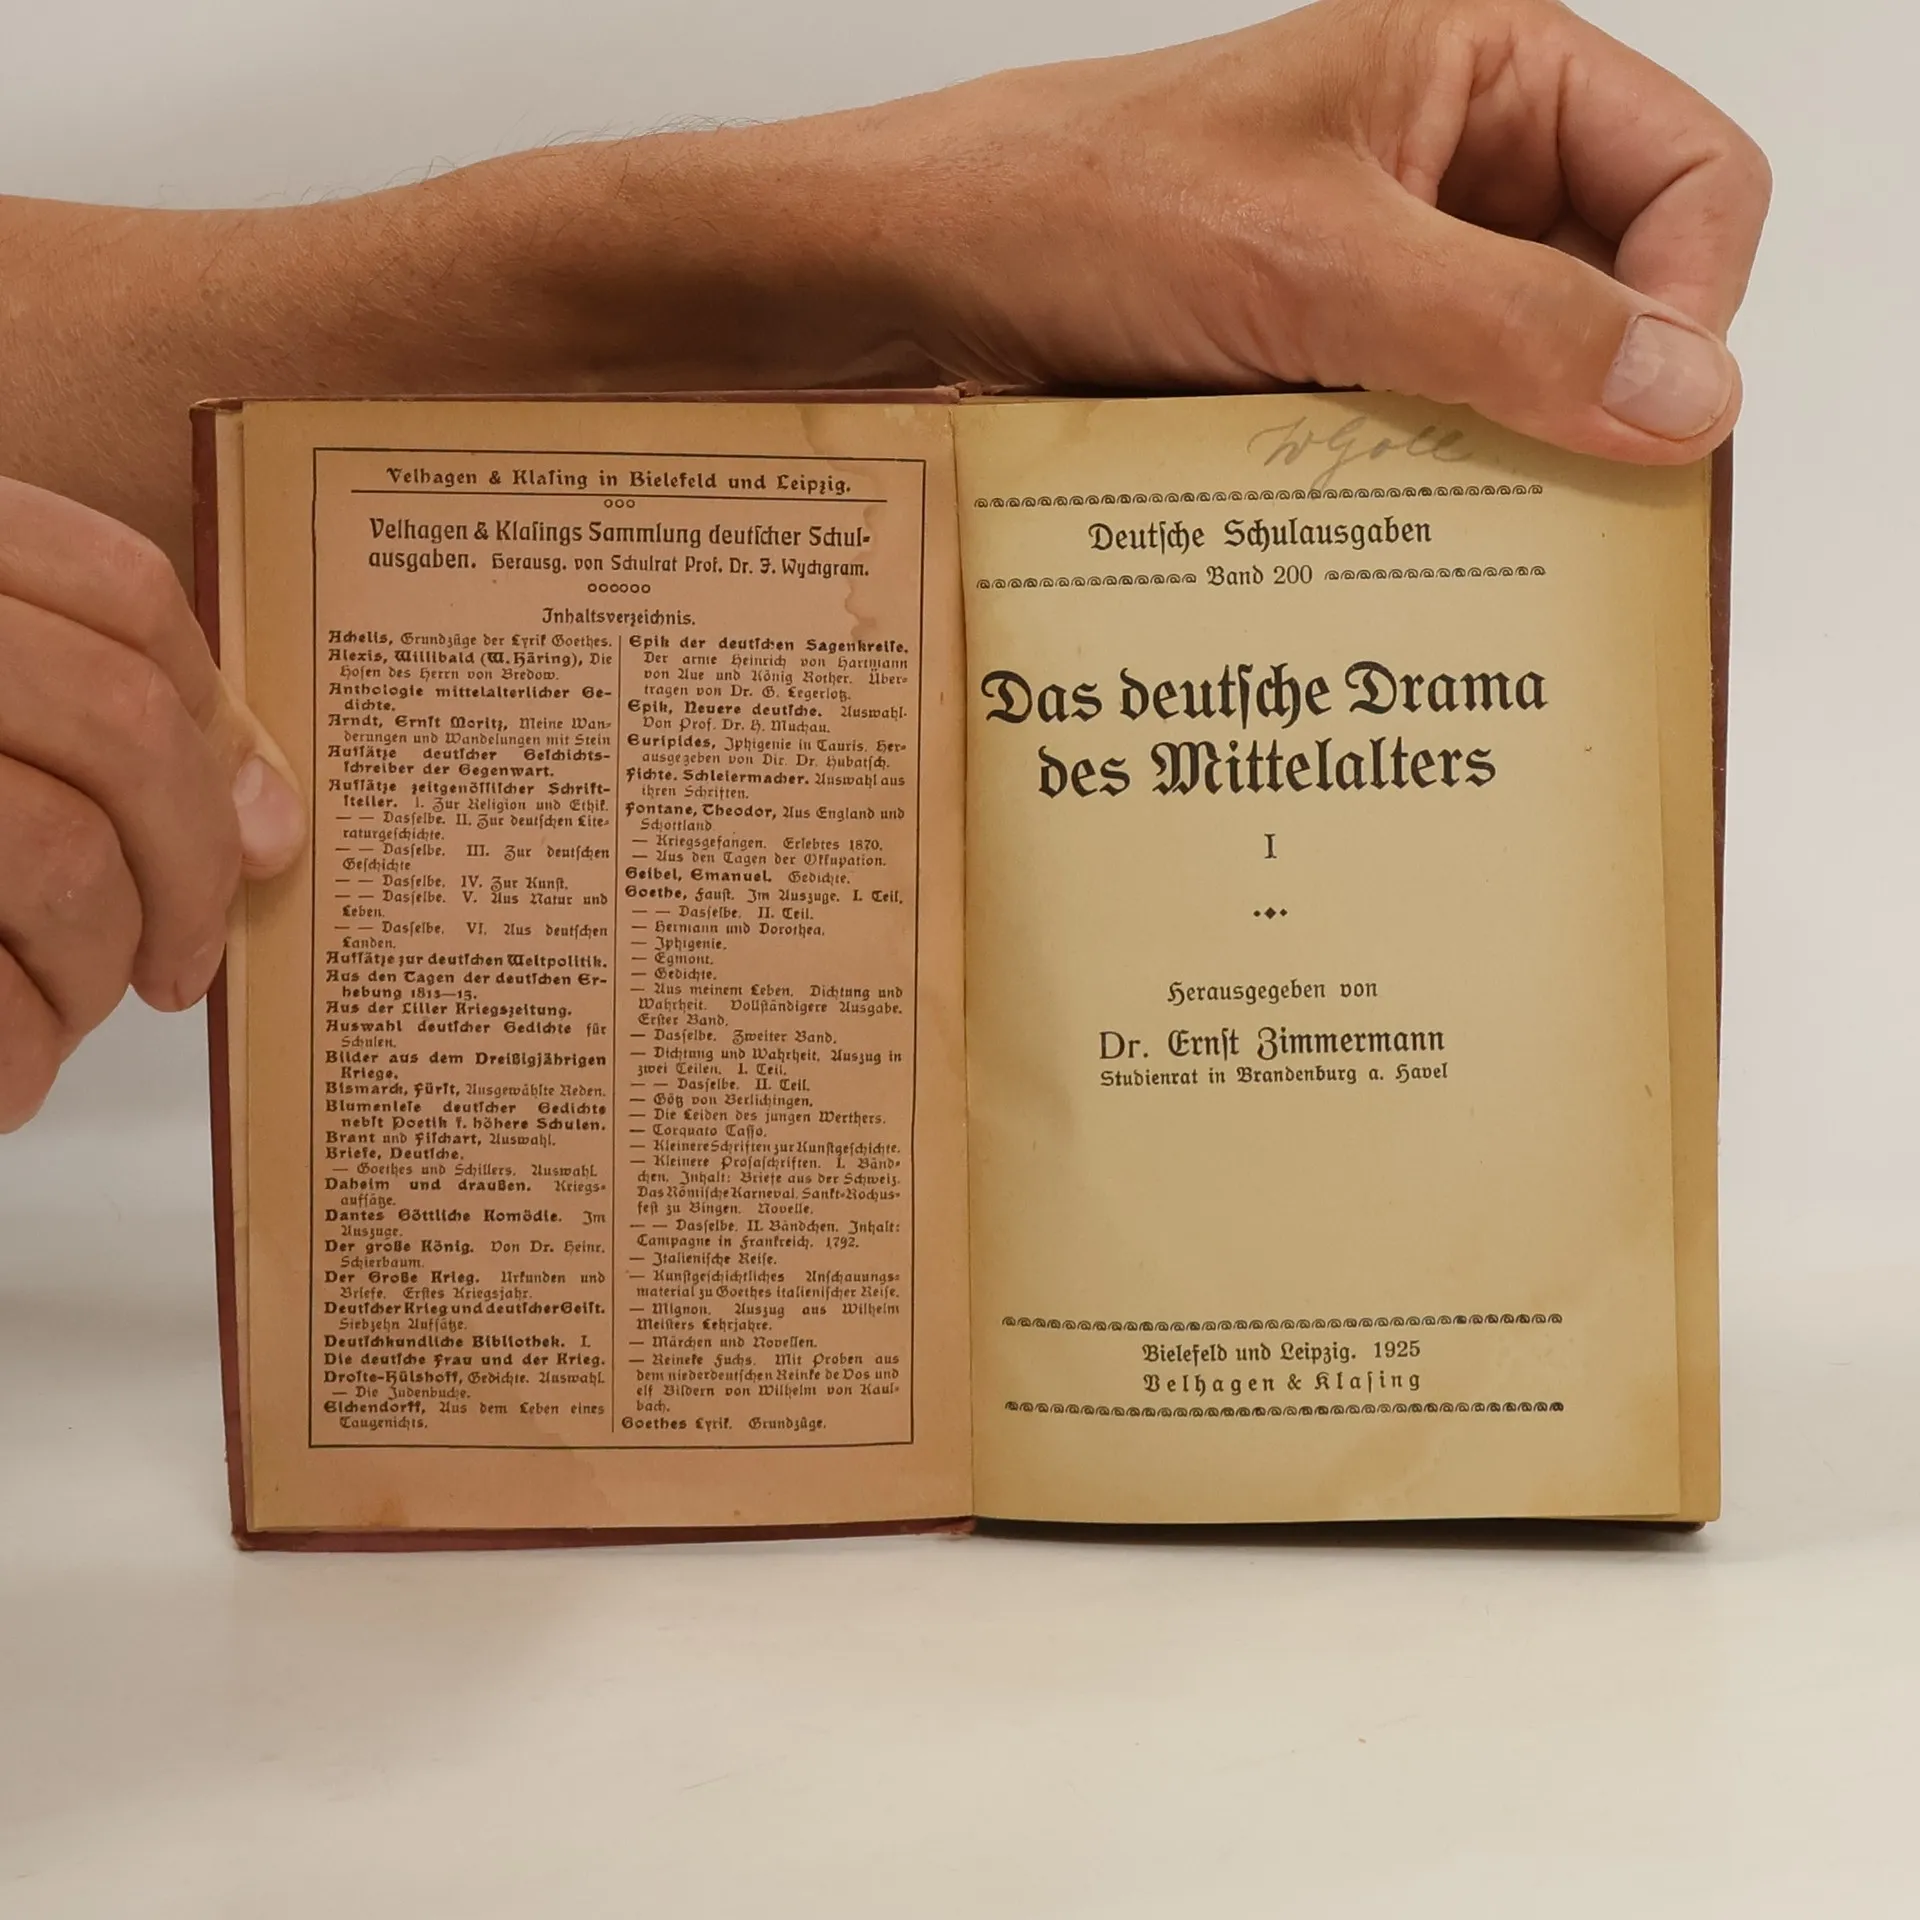 Velhagen & Klasing in Bielefeld und Leipzig.
Velhagen & Klasings Sammlung deutscher Schul-
ausgaben. Herausg. von Schulrat Prof. Dr. J. Wychgram.
Inhaltsverzeichnis.
Achelis, Grundzüge der Lyrik Goethes.
Alexis, Willibald (W. Häring), Die
Hosen des Herrn von Bredow.
Anthologie mittelalterlicher Ge-
dichte.
Arndt, Ernst Moritz, Meine Wan-
derungen und Wandelungen mit Stein
Aufsätze deutscher Geschichts-
schreiber der Gegenwart.
Aufsätze zeitgenössischer Schrift-
steller. I. Zur Religion und Ethik.
— — Dasselbe. II. Zur deutschen Lite-
raturgeschichte.
— — Dasselbe. III. Zur deutschen
Geschichte
— — Dasselbe. IV. Zur Kunst.
— — Dasselbe. V. Aus Natur und
Leben.
— — Dasselbe. VI. Aus deutschen
Landen.
Aufsätze zur deutschen Weltpolitik.
Aus den Tagen der deutschen Er-
hebung 1813—15.
Aus der Liller Kriegszeitung.
Auswahl deutscher Gedichte für
Schulen.
Bilder aus dem Dreißigjährigen
Kriege.
Bismarck, Fürst, Ausgewählte Reden.
Blumenlese deutscher Gedichte
nebst Poetik f. höhere Schulen.
Brant und Fischart, Auswahl.
Briefe, Deutsche.
— Goethes und Schillers. Auswahl.
Daheim und draußen. Kriegs-
aufsätze.
Dantes Göttliche Komödie. Im
Auszuge.
Der große König. Von Dr. Heinr.
Schierbaum.
Der Große Krieg. Urkunden und
Briefe. Erstes Kriegsjahr.
Deutscher Krieg und deutscher Geist.
Siebzehn Aufsätze.
Deutschkundliche Bibliothek. I.
Die deutsche Frau und der Krieg.
Droste-Hülshoff, Gedichte. Auswahl.
— Die Judenbuche.
Eichendorff, Aus dem Leben eines
Taugenichts.
Epik der deutschen Sagenkreise.
Der arme Heinrich von Hartmann
von Aue und König Rother. Über-
tragen von Dr. G. Legerlotz.
Epik, Neuere deutsche. Auswahl.
Von Prof. Dr. H. Muchau.
Euripides, Iphigenie in Tauris. Her-
ausgegeben von Dir. Dr. Hubatsch.
Fichte. Schleiermacher. Auswahl aus
ihren Schriften.
Fontane, Theodor, Aus England und
Schottland.
— Kriegsgefangen. Erlebtes 1870.
— Aus den Tagen der Okkupation.
Geibel, Emanuel. Gedichte.
Goethe, Faust. Im Auszuge. I. Teil.
— — Dasselbe. II. Teil.
— Hermann und Dorothea.
— Iphigenie.
— Egmont.
— Gedichte.
— Aus meinem Leben. Dichtung und
Wahrheit. Vollständigere Ausgabe.
Erster Band.
— Dasselbe. Zweiter Band.
— Dichtung und Wahrheit. Auszug in
zwei Teilen. I. Teil.
— — Dasselbe. II. Teil.
— Götz von Berlichingen.
— Die Leiden des jungen Werthers.
— Torquato Tasso.
— Kleinere Schriften zur Kunstgeschichte.
— Kleinere Prosaschriften. I. Bänd-
chen. Inhalt: Briefe aus der Schweiz.
Das Römische Karneval. Sankt-Rochus-
fest zu Bingen. Novelle.
— — Dasselbe. II. Bändchen. Inhalt:
Campagne in Frankreich. 1792.
— Italienische Reise.
— Kunstgeschichtliches Anschauungs-
material zu Goethes italienischer Reise.
— Mignon. Auszug aus Wilhelm
Meisters Lehrjahre.
— Märchen und Novellen.
— Reineke Fuchs. Mit Proben aus
dem niederdeutschen Reinke de Vos und
elf Bildern von Wilhelm von Kaul-
bach.
Goethes Lyrik. Grundzüge.
W Goll
Deutsche Schulausgaben
Band 200
Das deutsche Drama
des Mittelalters
I
Herausgegeben von
Dr. Ernst Zimmermann
Studienrat in Brandenburg a. Havel
Bielefeld und Leipzig. 1925
Velhagen & Klasing